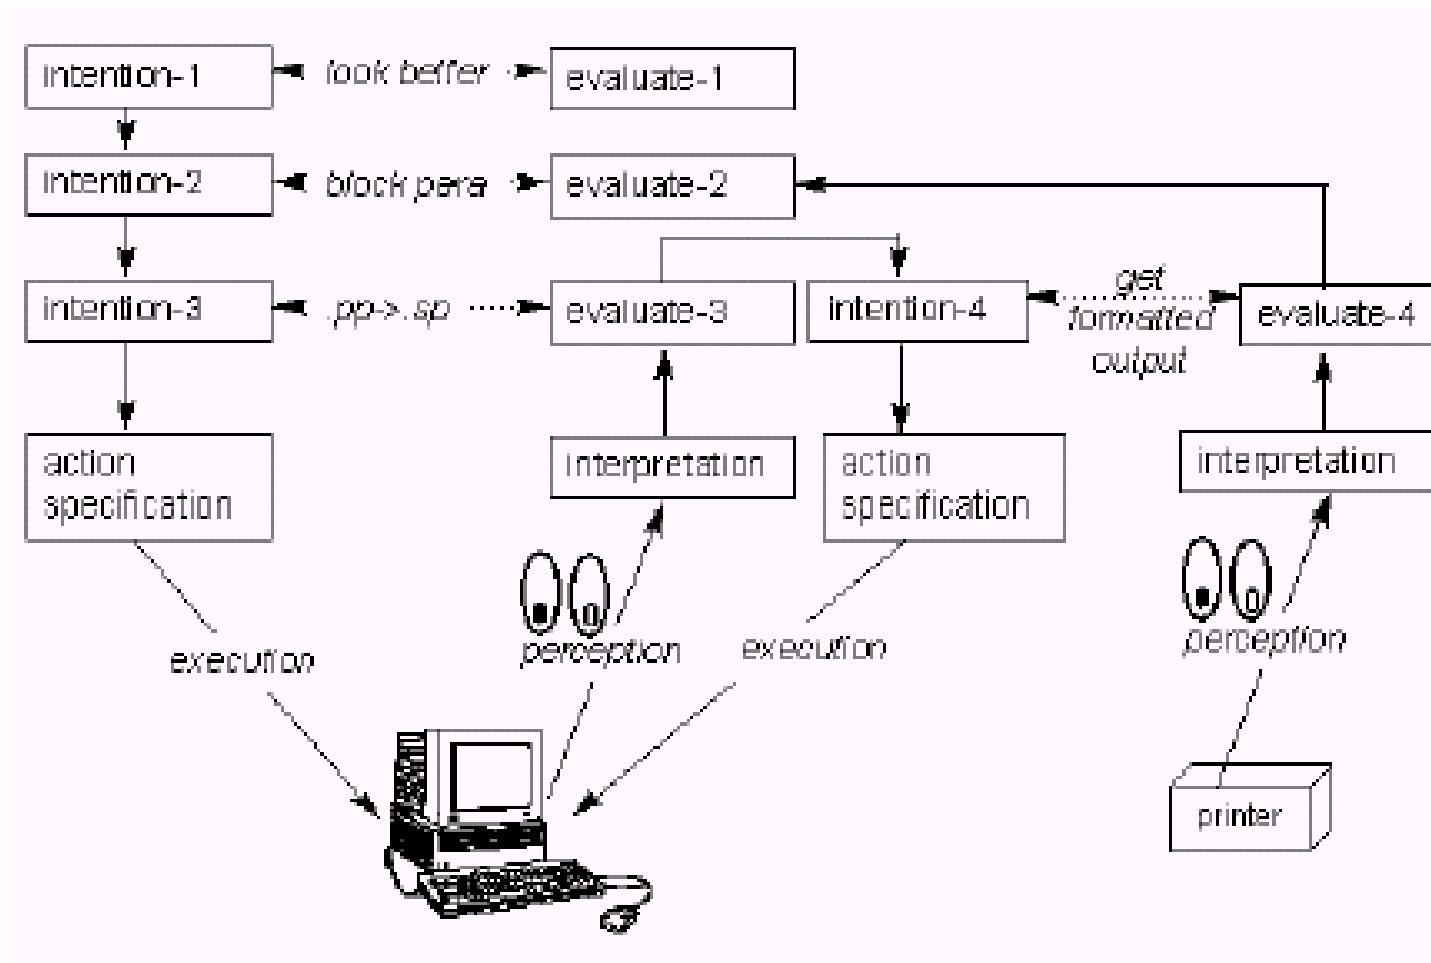 intention-1
look better
evaluate-1
intention-2
block para
evaluate-2
intention-3
.pp->.sp
evaluate-3
intention-4
get
formatted
output
evaluate-4
action
specification
interpretation
action
specification
interpretation
execution
perception
execution
perception
printer